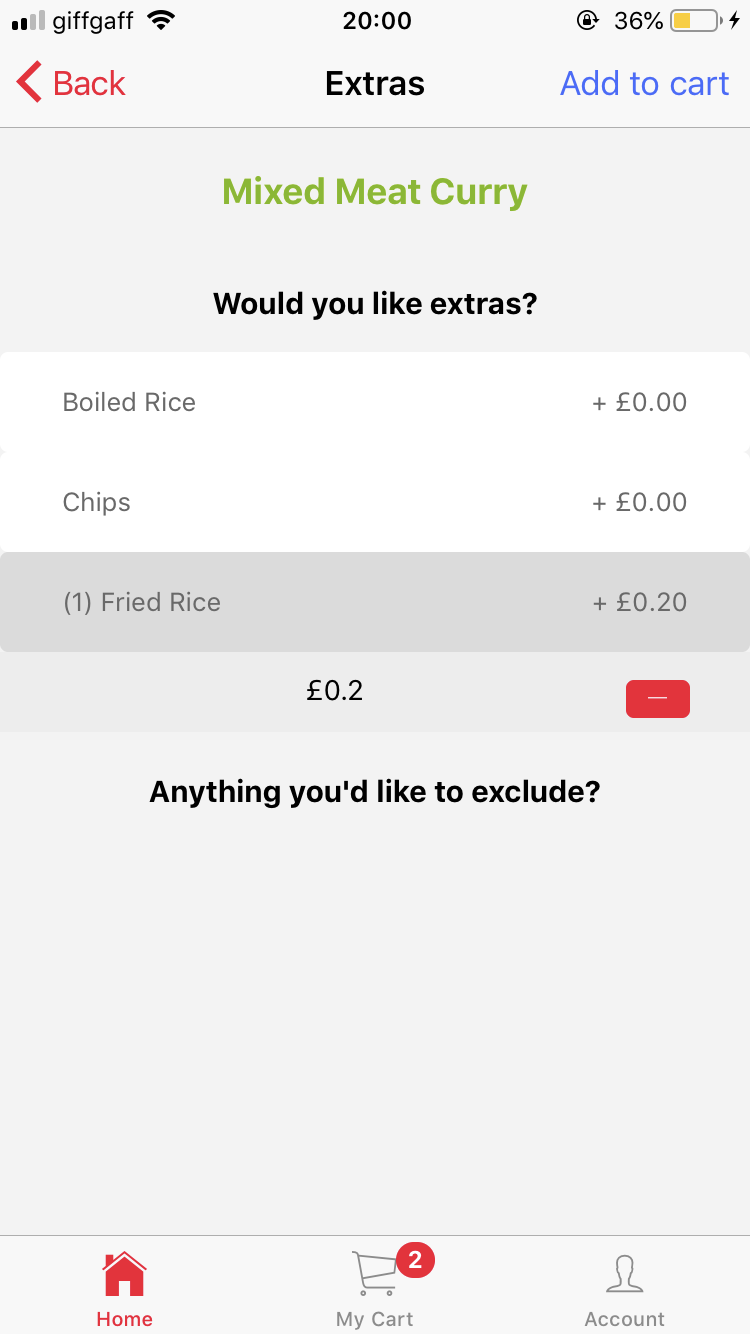 giffgaff 20:00 36%
Back Extras Add to cart
Mixed Meat Curry
Would you like extras?
Boiled Rice + £0.00
Chips + £0.00
(1) Fried Rice + £0.20
£0.2 —
Anything you'd like to exclude?
2
Home My Cart Account